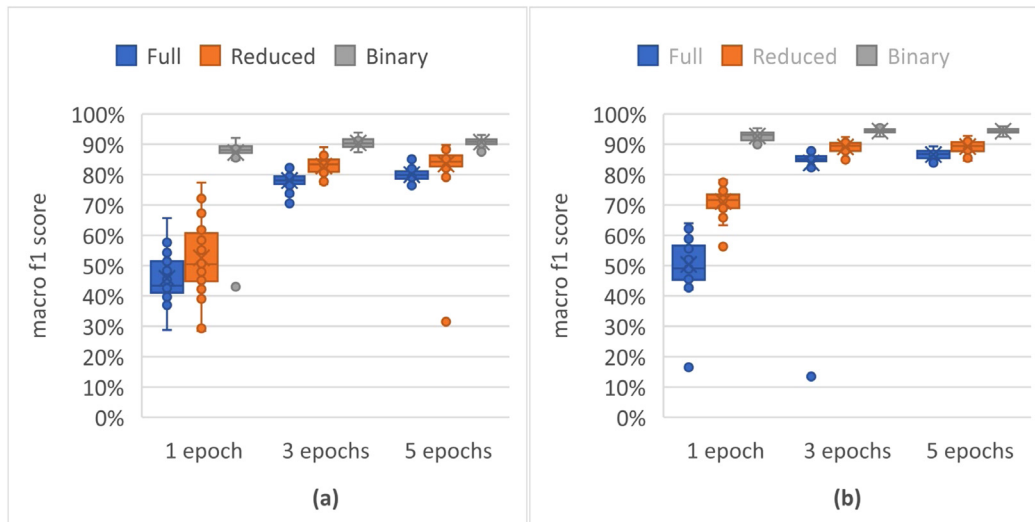 Full Reduced Binary
macro f1 score
100%
90%
80%
70%
60%
50%
40%
30%
20%
10%
0%
1 epoch 3 epochs 5 epochs
(a)
Full Reduced Binary
macro f1 score
100%
90%
80%
70%
60%
50%
40%
30%
20%
10%
0%
1 epoch 3 epochs 5 epochs
(b)